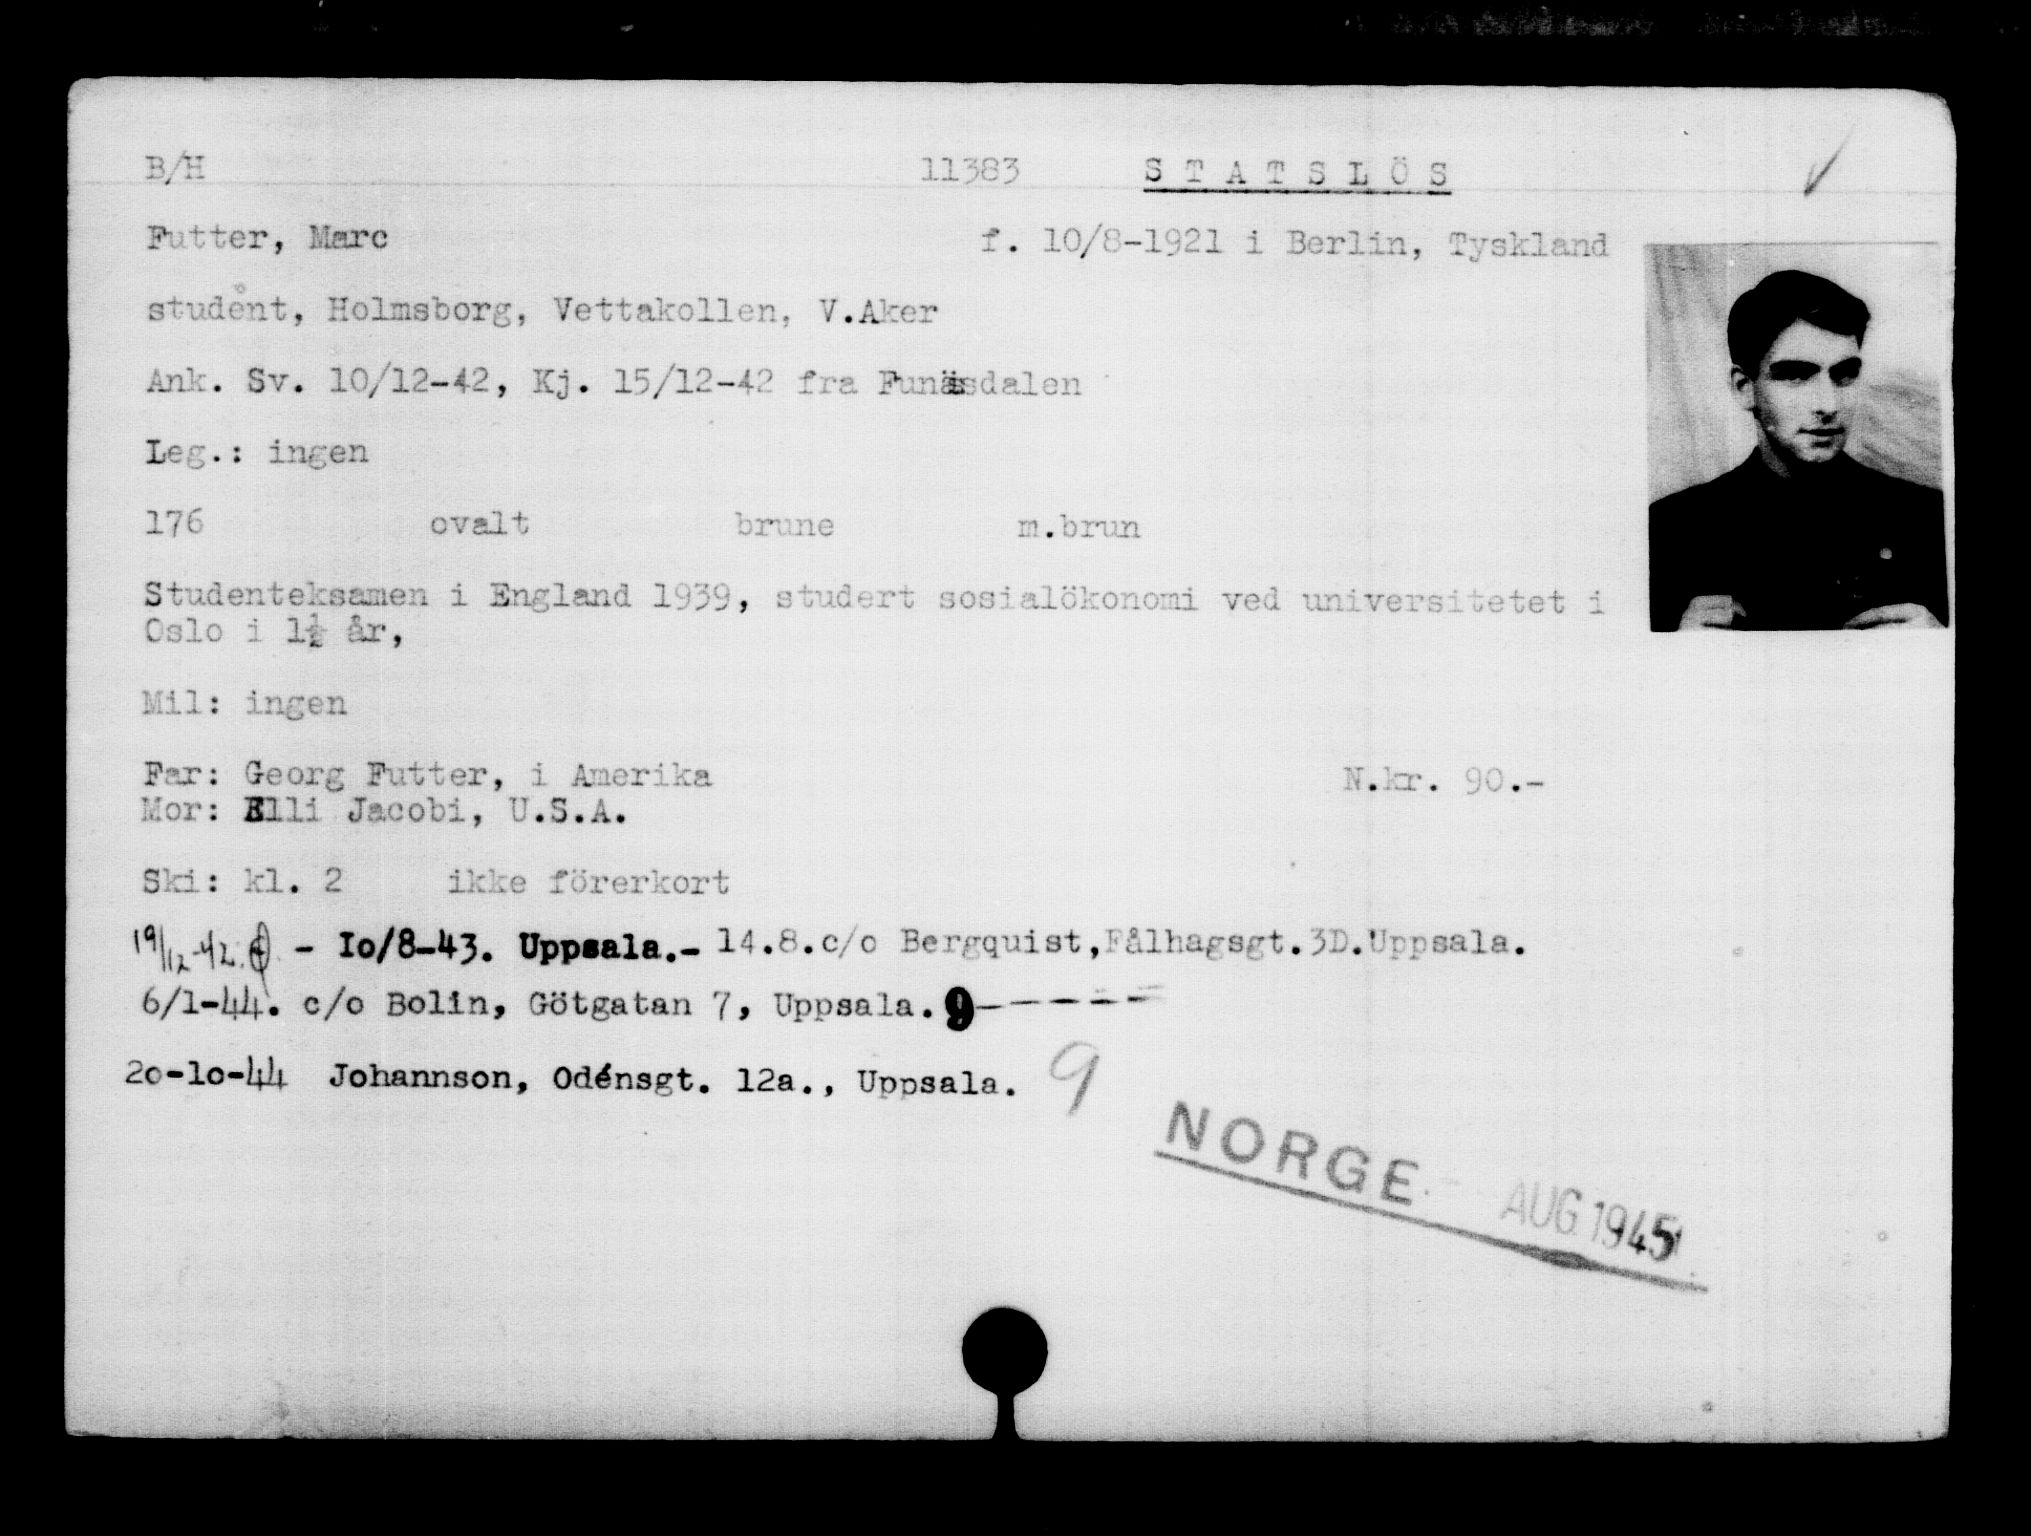 B/H 11383 STATSLÖS
Futter, Marc f. 10/8-1921 i Berlin, Tyskland
student, Holmsborg, Vettakollen, V.Aker
Ank. Sv. 10/12-42, Kj. 15/12-42 fra Funäsdalen
Leg.: ingen
176 ovalt brune m.brun
Studenteksamen i England 1939, studert sosialökonomi ved universitetet i
Oslo i 1½ år,
Mil: ingen
Far: Georg Futter, i Amerika N.kr. 90.-
Mor: Elli Jacobi, U.S.A.
Ski: kl. 2 ikke förerkort
19/12-42. - Io/8-43. Uppsala.- 14.8.c/o Bergquist,Fålhagsgt.3D.Uppsala.
6/1-44. c/o Bolin, Götgatan 7, Uppsala. 9------
2o-1o-44 Johannson, Odénsgt. 12a., Uppsala. 9
NORGE AUG 1945